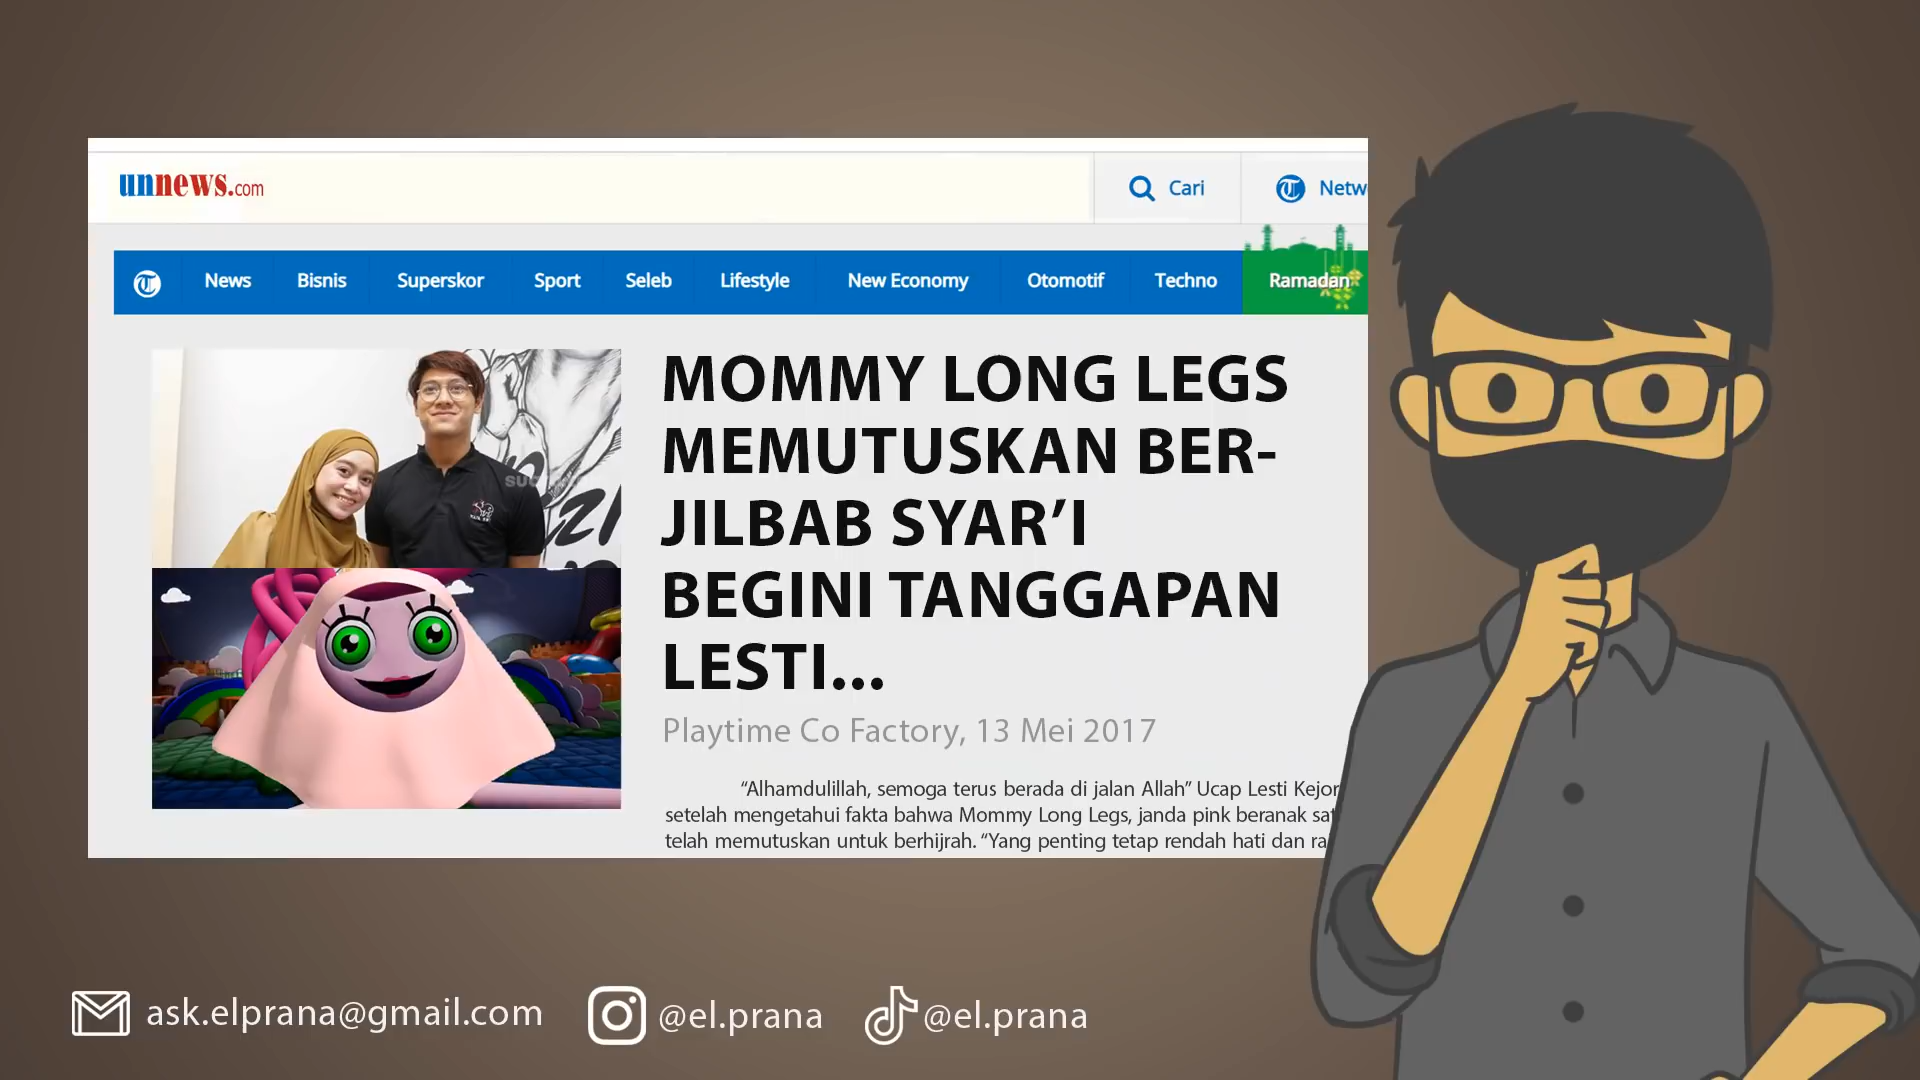 unnews.com
Cari
Netw
News Bisnis Superskor Sport Seleb Lifestyle New Economy Otomotif Techno Ramadan
MOMMY LONG LEGS
MEMUTUSKAN BER-
JILBAB SYAR'I
BEGINI TANGGAPAN
LESTI...
Playtime Co Factory, 13 Mei 2017
“Alhamdulillah, semoga terus berada di jalan Allah” Ucap Lesti Kejor
setelah mengetahui fakta bahwa Mommy Long Legs, janda pink beranak sat
telah memutuskan untuk berhijrah. “Yang penting tetap rendah hati dan ra
ask.elprana@gmail.com
@el.prana
@el.prana